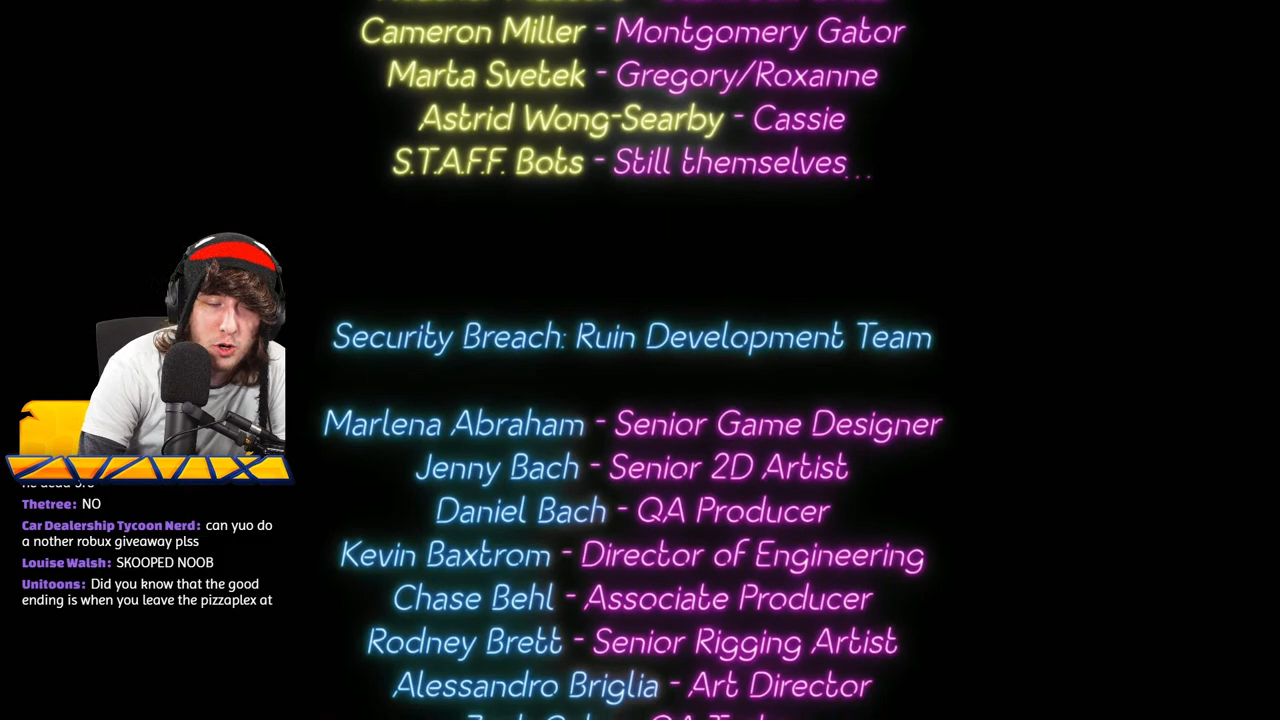 Cameron Miller - Montgomery Gator
Marta Svetek - Gregory/Roxanne
Astrid Wong-Searby - Cassie
S.T.A.F.F. Bots - Still themselves...
Security Breach: Ruin Development Team
Marlena Abraham - Senior Game Designer
Jenny Bach - Senior 2D Artist
Daniel Bach - QA Producer
Kevin Baxtrom - Director of Engineering
Chase Behl - Associate Producer
Rodney Brett - Senior Rigging Artist
Alessandro Briglia - Art Director
Thetree: NO
Car Dealership Tycoon Nerd: can yuo do
a nother robux giveaway plss
Louise Walsh: SKOOPED NOOB
Unitoons: Did you know that the good
ending is when you leave the pizzaplex at